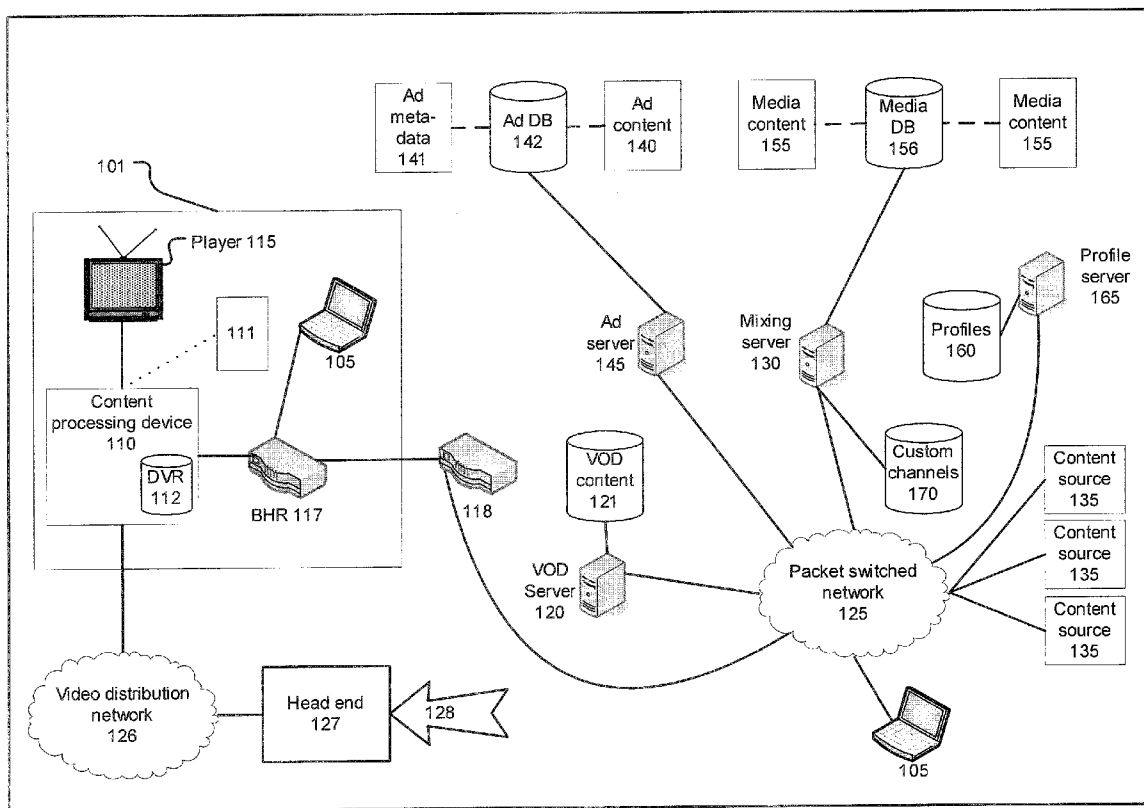 Ad
meta-
data
141
Ad DB
142
Ad
content
140
Media
content
155
Media
DB
156
Media
content
155
101
Player 115
111
105
Content
processing device
110
DVR
112
BHR 117
118
Ad
server
145
Mixing
server
130
Profiles
160
Profile
server
165
VOD
content
121
Custom
channels
170
VOD
Server
120
Packet switched
network
125
Content
source
135
Content
source
135
Content
source
135
Video distribution
network
126
Head end
127
128
105